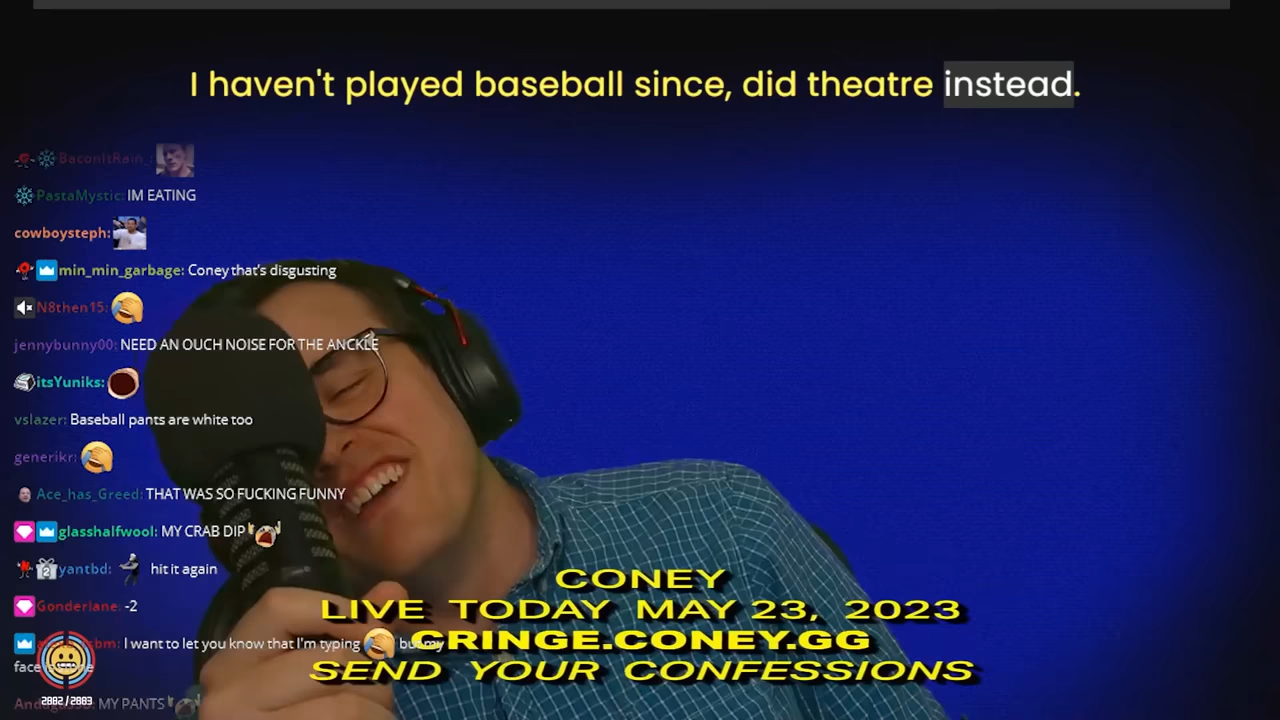 I haven't played baseball since, did theatre instead.
BaconItRain_:
PastaMystic: IM EATING
cowboysteph:
min_min_garbage: Coney that's disgusting
N8then15:
jennybunny00: NEED AN OUCH NOISE FOR THE ANCKLE
itsYuniks:
vslazer: Baseball pants are white too
generikr:
Ace_has_Greed: THAT WAS SO FUCKING FUNNY
glasshalfwool: MY CRAB DIP
yantbd: hit it again
Gonderlane: -2
I want to let you know that I'm typing
MY PANTS
2882/2883
CONEY
LIVE TODAY MAY 23, 2023
CRINGE.CONEY.GG
SEND YOUR CONFESSIONS